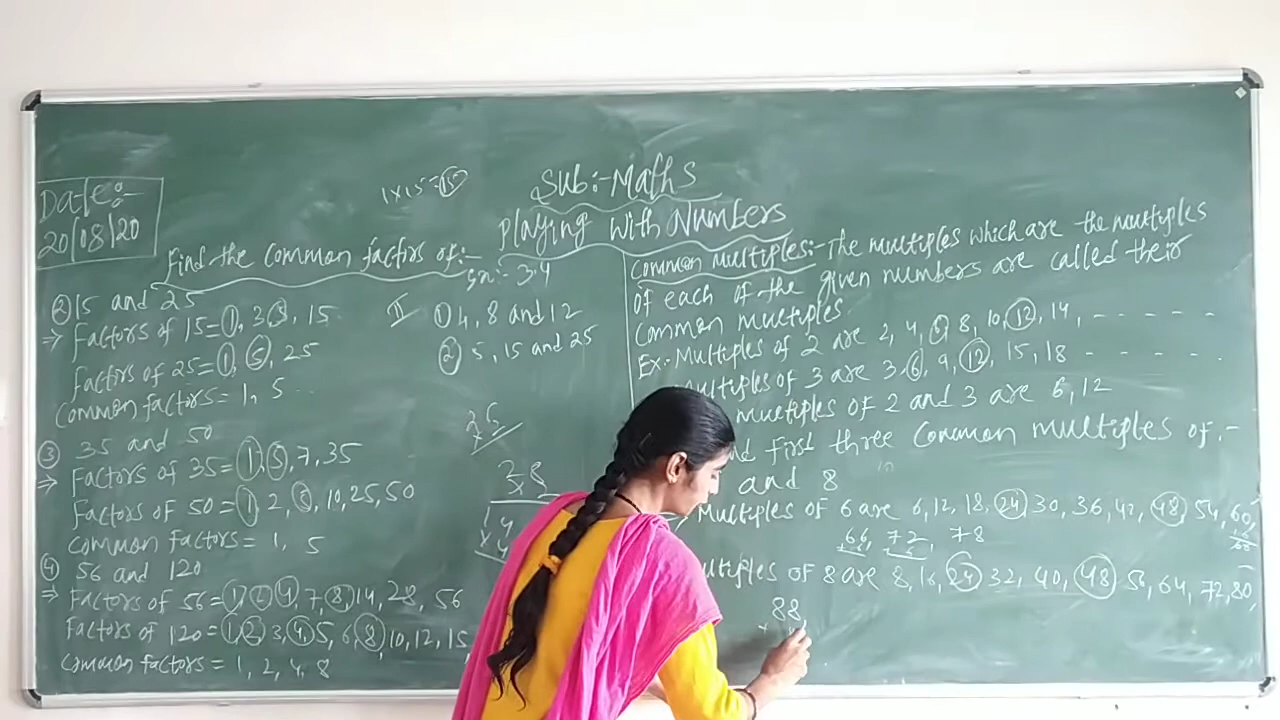 Date:-
20/08/20
1×15=15
Sub:-Maths
Playing with Numbers
Find the Common factors of:-
Ex:- 3.4
② 15 and 25
⇒ Factors of 15=1, 3, 5, 15
Factors of 25=1, 5, 25
Common factors= 1, 5
③ 35 and 50
⇒ Factors of 35=1, 5, 7, 35
Factors of 50=1, 2, 5, 10, 25, 50
Common factors= 1, 5
④ 56 and 120
⇒ Factors of 56=1, 2, 4, 7, 8, 14, 28, 56
Factors of 120=1, 2, 3, 4, 5, 6, 8, 10, 12, 15,
Common factors= 1, 2, 4, 8
II ① 4, 8 and 12
② 5, 15 and 25
Common multiples:-The multiples which are the multiples
of each of the given numbers are called their
Common multiples
Ex:- Multiples of 2 are 2, 4, 6, 8, 10, 12, 14, - - - - -
multiples of 3 are 3, 6, 9, 12, 15, 18 - - - - -
multiples of 2 and 3 are 6, 12
first three Common multiples of:-
and 8
Multiples of 6 are 6, 12, 18, 24, 30, 36, 42, 48, 54, 60,
66, 72, 78
multiples of 8 are 8, 16, 24, 32, 40, 48, 56, 64, 72, 80,
88